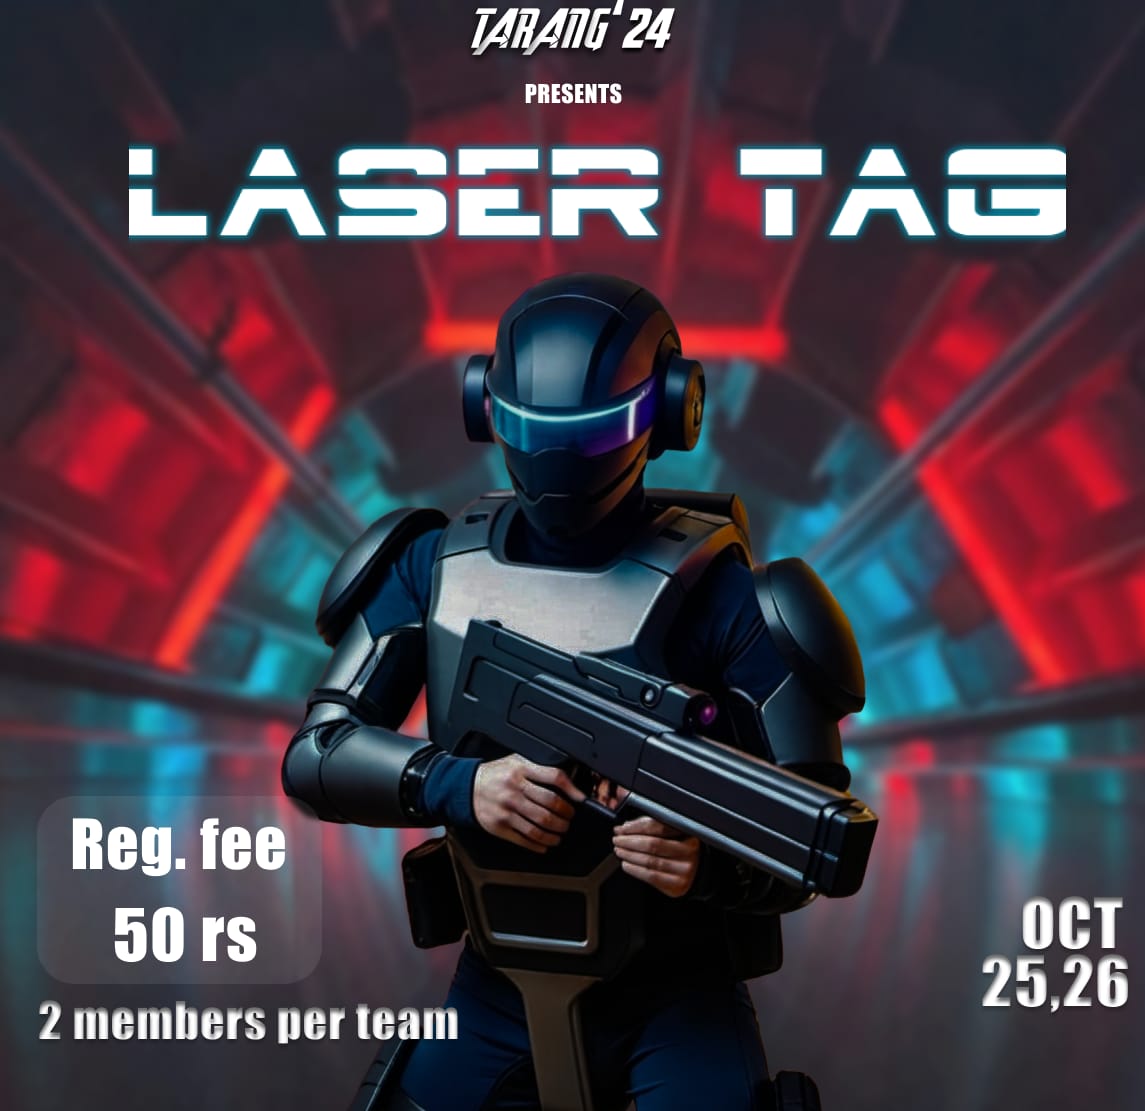 TARANG'24
PRESENTS
LASER TAG
Reg. fee
50 rs
2 members per team
OCT
25,26